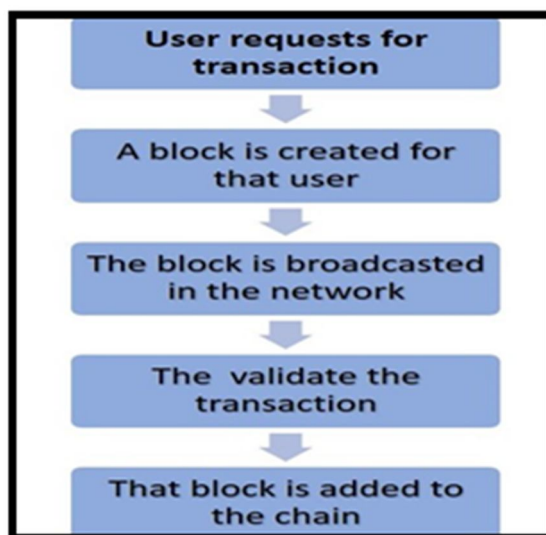 User requests for
transaction
A block is created for
that user
The block is broadcasted
in the network
The validate the
transaction
That block is added to
the chain